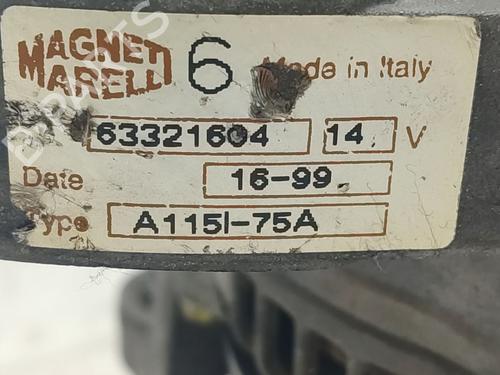 MAGNETI
MARELLI
6
Made in Italy
63321604
14
V
Date
16-99.
Type
A115I-75A